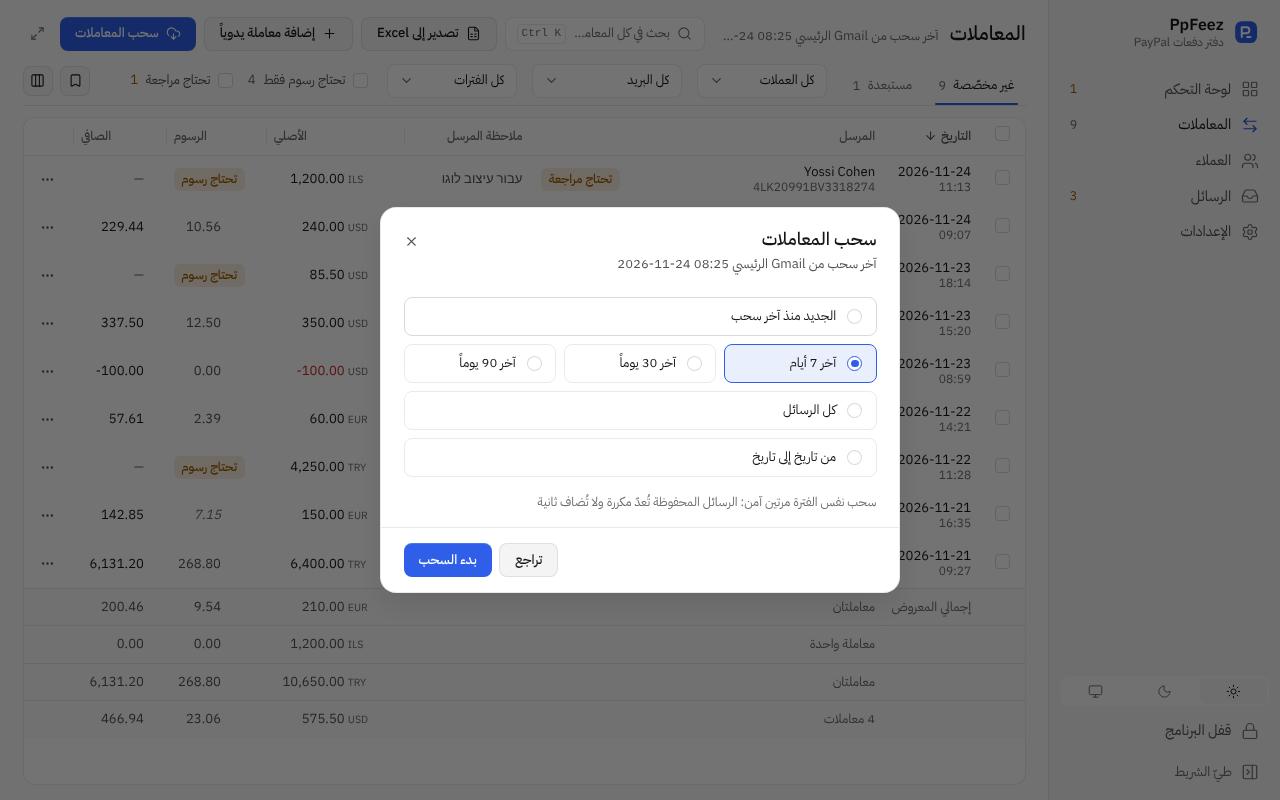 PpFeez
دفتر دفعات PayPal
لوحة التحكم 1
المعاملات 9
العملاء
الرسائل 3
الإعدادات
قفل البرنامج
طيّ الشريط
المعاملات آخر سحب من Gmail الرئيسي 08:25 24-...
بحث في كل المعامـ... Ctrl K
تصدير إلى Excel
إضافة معاملة يدوياً
سحب المعاملات
غير مخصّصة 9
مستبعدة 1
كل العملات
كل البريد
كل الفترات
تحتاج رسوم فقط 4
تحتاج مراجعة 1
التاريخ المرسل ملاحظة المرسل الأصلي الرسوم الصافي
2026-11-24 Yossi Cohen تحتاج مراجعة עבור עיצוב לוגו 1,200.00 ILS تحتاج رسوم —
11:13 4LK20991BV3318274
2026-11-24 240.00 USD 10.56 229.44
09:07
2026-11-23 85.50 USD تحتاج رسوم —
18:14
2026-11-23 350.00 USD 12.50 337.50
15:20
2026-11-23 -100.00 USD 0.00 -100.00
08:59
2026-11-22 60.00 EUR 2.39 57.61
14:21
2026-11-22 4,250.00 TRY تحتاج رسوم —
11:28
2026-11-21 150.00 EUR 7.15 142.85
16:35
2026-11-21 6,400.00 TRY 268.80 6,131.20
09:27
إجمالي المعروض معاملتان 210.00 EUR 9.54 200.46
معاملة واحدة 1,200.00 ILS 0.00 0.00
معاملتان 10,650.00 TRY 268.80 6,131.20
4 معاملات 575.50 USD 23.06 466.94
سحب المعاملات
آخر سحب من Gmail الرئيسي 08:25 2026-11-24
الجديد منذ آخر سحب
آخر 7 أيام
آخر 30 يوماً
آخر 90 يوماً
كل الرسائل
من تاريخ إلى تاريخ
سحب نفس الفترة مرتين آمن: الرسائل المحفوظة تُعدّ مكررة ولا تُضاف ثانية
تراجع
بدء السحب